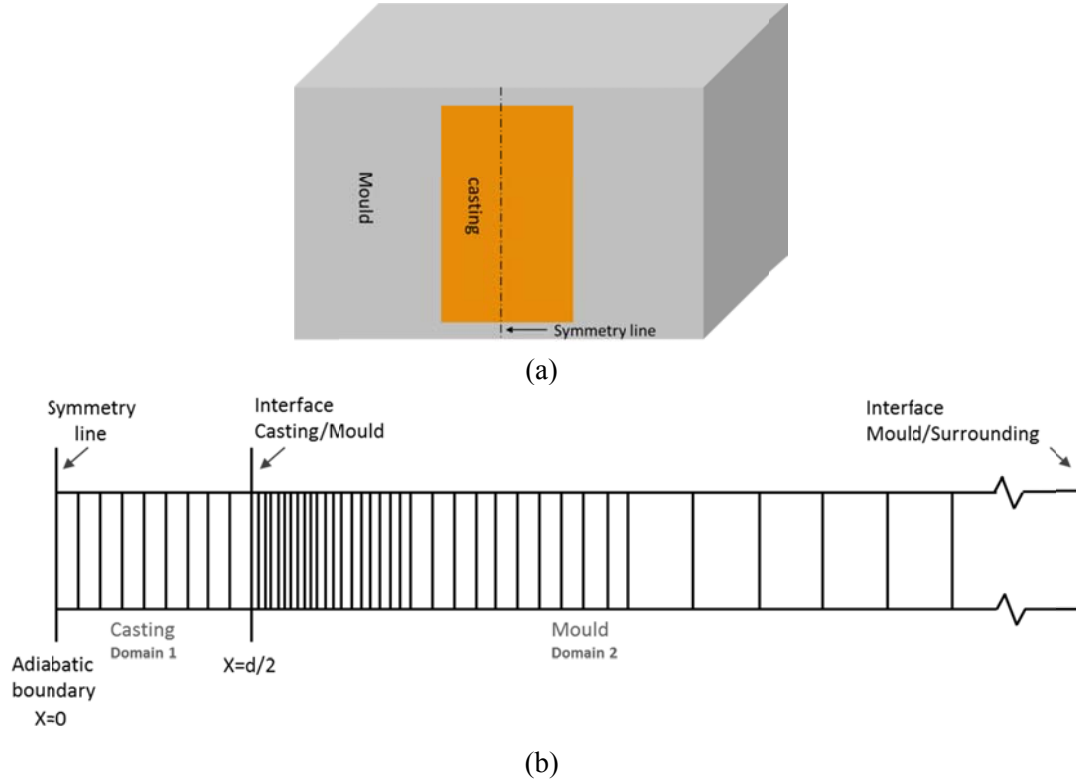 Mould
casting
Symmetry line
(a)
Symmetry
line
Interface
Casting/Mould
Interface
Mould/Surrounding
Casting
Domain 1
Mould
Domain 2
Adiabatic
boundary
X=0
X=d/2
(b)